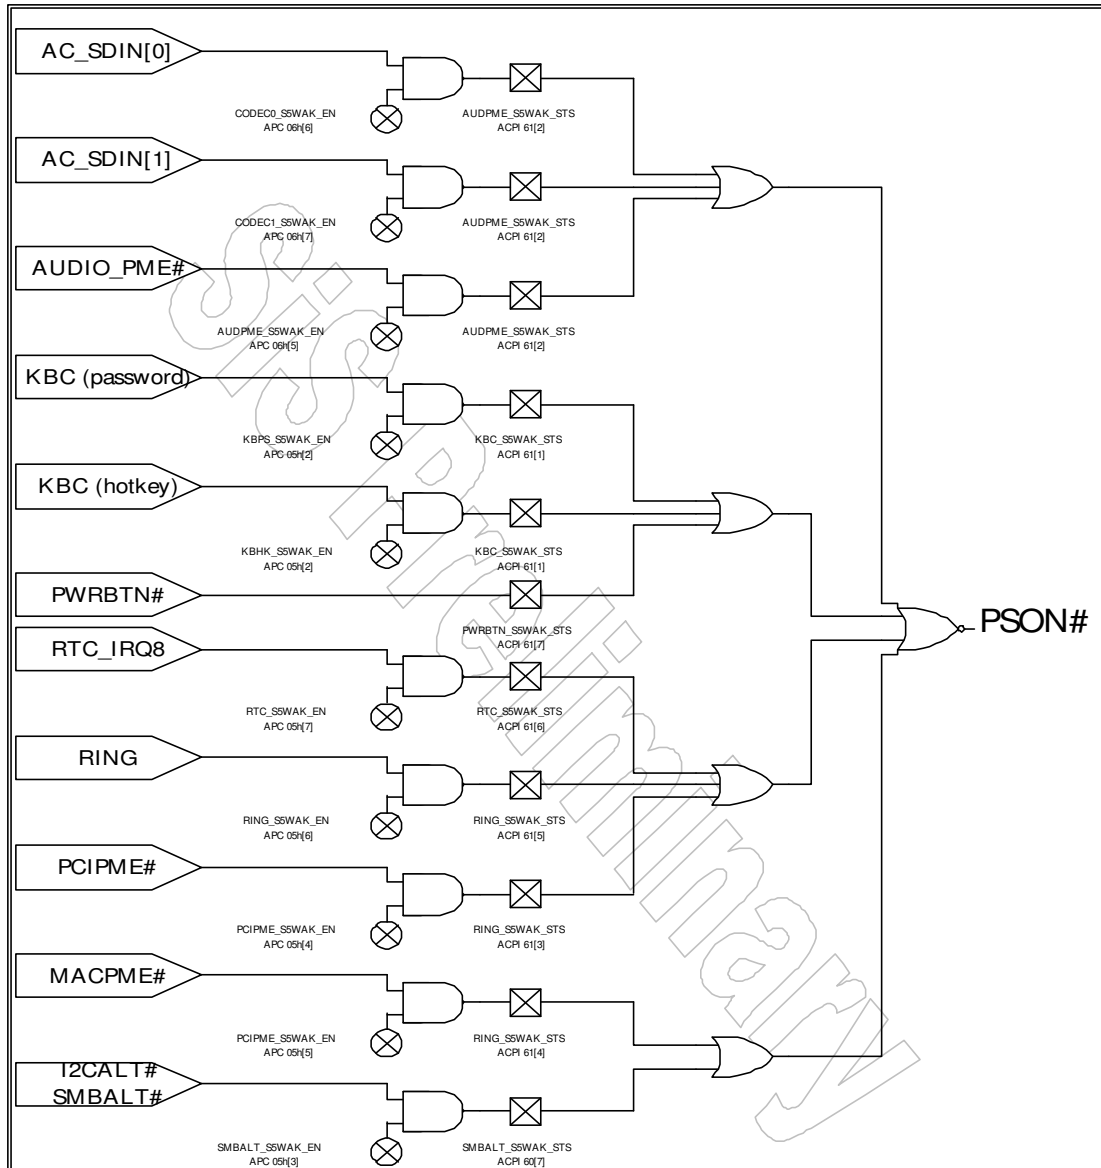 AC_SDIN[0]
CODEC0_S5WAK_EN
APC 06h[6]
AUDPME_S5WAK_STS
ACPI 61[2]
AC_SDIN[1]
CODEC1_S5WAK_EN
APC 06h[7]
AUDPME_S5WAK_STS
ACPI 61[2]
AUDIO_PME#
AUDPME_S5WAK_EN
APC 06h[5]
AUDPME_S5WAK_STS
ACPI 61[2]
KBC (password)
KBPS_S5WAK_EN
APC 05h[2]
KBC_S5WAK_STS
ACPI 61[1]
KBC (hotkey)
KBHK_S5WAK_EN
APC 05h[2]
KBC_S5WAK_STS
ACPI 61[1]
PWRBTN#
PWRBTN_S5WAK_STS
ACPI 61[7]
PSON#
RTC_IRQ8
RTC_S5WAK_EN
APC 05h[7]
RTC_S5WAK_STS
ACPI 61[6]
RING
RING_S5WAK_EN
APC 05h[6]
RING_S5WAK_STS
ACPI 61[5]
PCIPME#
PCIPME_S5WAK_EN
APC 05h[4]
RING_S5WAK_STS
ACPI 61[3]
MACPME#
PCIPME_S5WAK_EN
APC 05h[5]
RING_S5WAK_STS
ACPI 61[4]
I2CALT#
SMBALT#
SMBALT_S5WAK_EN
APC 05h[3]
SMBALT_S5WAK_STS
ACPI 60[7]
SiS Preliminary